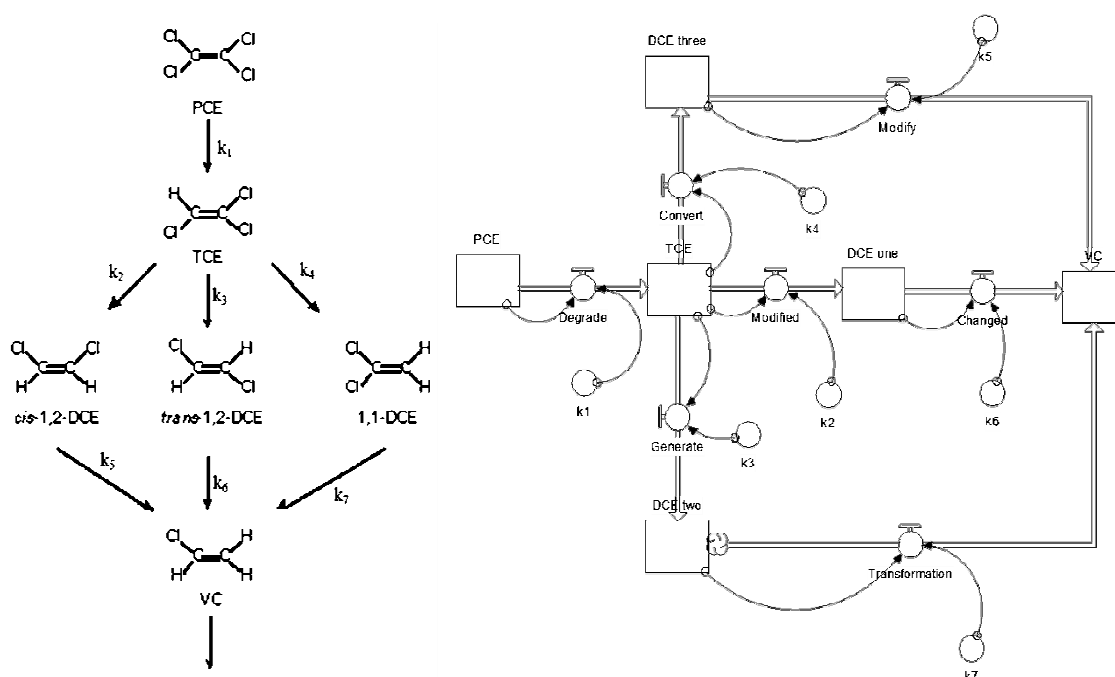 Cl Cl
C C
Cl Cl
PCE
k1
H Cl
C C
Cl Cl
TCE
k2 k3 k4
Cl Cl
C C
H H
cis-1,2-DCE
Cl H
C C
H Cl
trans-1,2-DCE
Cl H
C C
Cl H
1,1-DCE
k5 k6 k7
Cl H
C C
H H
VC
DCE three
k5
Modify
Convert
k4
PCE
TCE
DCE one
VC
Degrade
Modified
Changed
k1
k2
k6
Generate
k3
DCE two
Transformation
k7